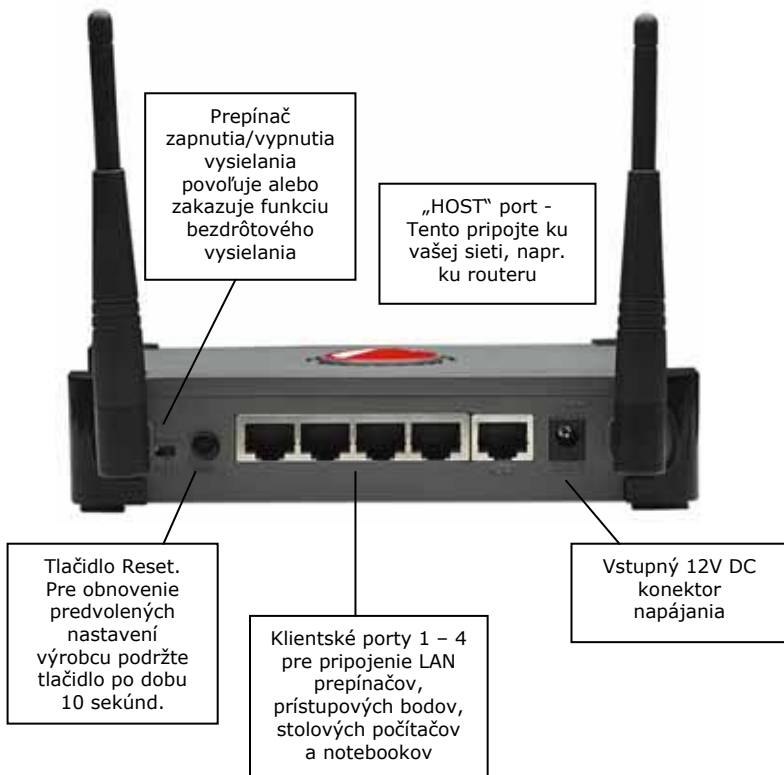 Prepínač
zapnutia/vypnutia
vysielania
povoľuje alebo
zakazuje funkciu
bezdrôtového
vysielania
„HOST“ port -
Tento pripojte ku
vašej sieti, napr.
ku routeru
Tlačidlo Reset.
Pre obnovenie
predvolených
nastavení
výrobcu podržte
tlačidlo po dobu
10 sekúnd.
Klientské porty 1 – 4
pre pripojenie LAN
prepínačov,
prístupových bodov,
stolových počítačov
a notebookov
Vstupný 12V DC
konektor
napájania